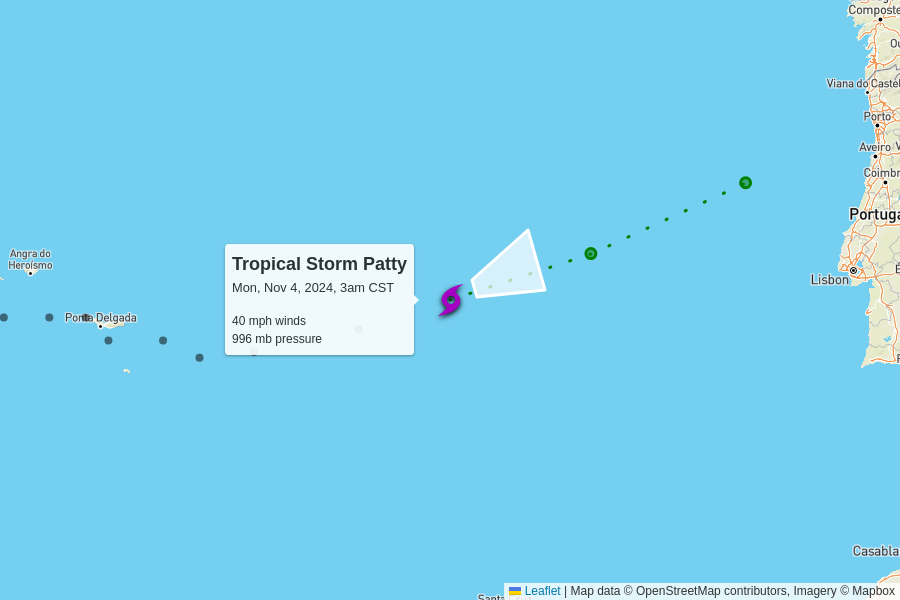 Composte
Ou
Viana do Castel
Porto
Aveiro
V
Coimbr
Portuga
Lisbon
É
Angra do
Heroísmo
Ponta Delgada
Tropical Storm Patty
Mon, Nov 4, 2024, 3am CST
40 mph winds
996 mb pressure
Casabla
Santa
Leaflet | Map data © OpenStreetMap contributors, Imagery © Mapbox